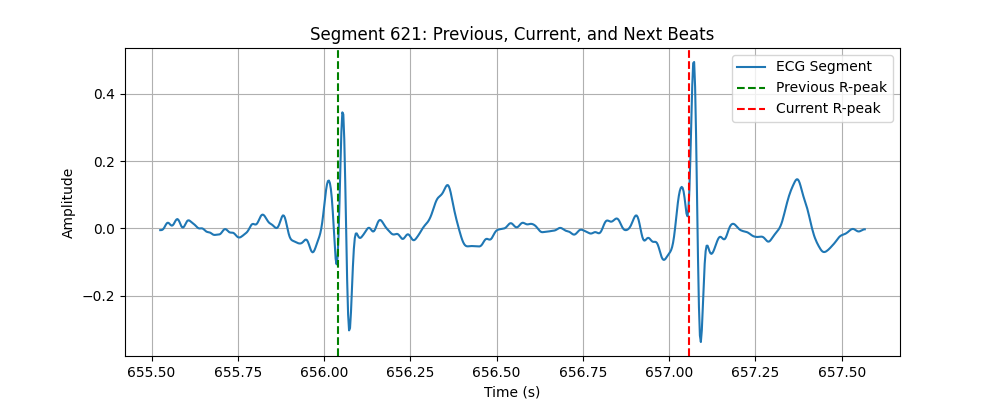 Segment 621: Previous, Current, and Next Beats
ECG Segment
Previous R-peak
Current R-peak
Amplitude
0.4
0.2
0.0
−0.2
655.50 655.75 656.00 656.25 656.50 656.75 657.00 657.25 657.50
Time (s)